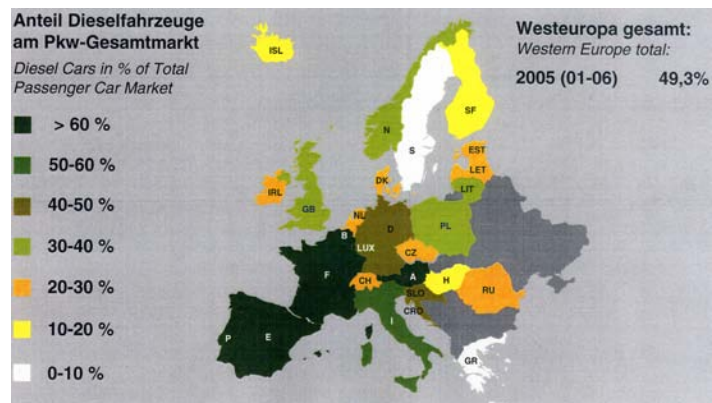 Anteil Dieselfahrzeuge
am Pkw-Gesamtmarkt
Diesel Cars in % of Total
Passenger Car Market
> 60 %
50-60 %
40-50 %
30-40 %
20-30 %
10-20 %
0-10 %
Westeuropa gesamt:
Western Europe total:
2005 (01-06) 49,3%
ISL
SF
N
S
EST
LET
DK
LIT
IRL
GB
NL
PL
B
D
LUX
CZ
F
A
H
CH
SLO
RU
CRO
I
P
E
GR